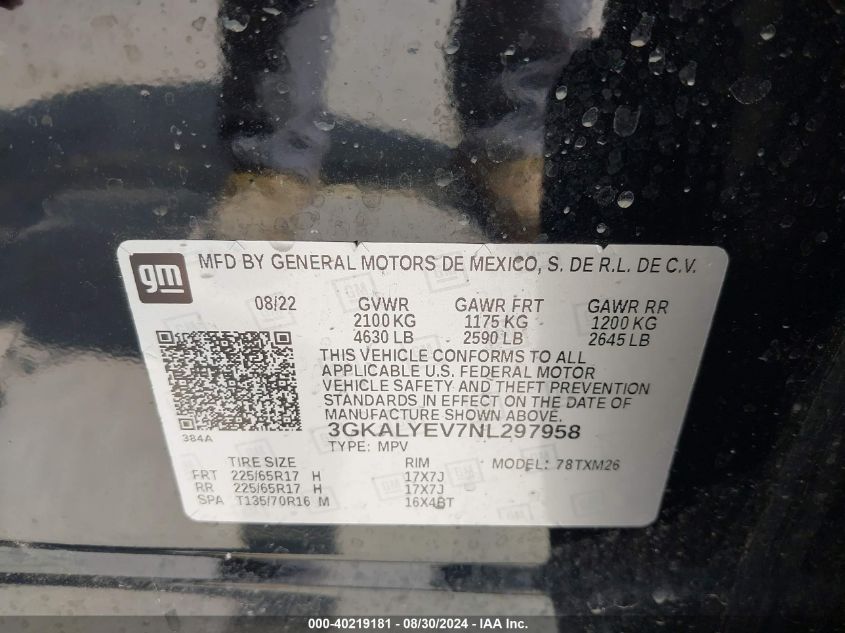 gm MFD BY GENERAL MOTORS DE MEXICO, S. DE R.L. DE C.V.
08/22 GVWR GAWR FRT GAWR RR
2100 KG 1175 KG 1200 KG
4630 LB 2590 LB 2645 LB
THIS VEHICLE CONFORMS TO ALL
APPLICABLE U.S. FEDERAL MOTOR
VEHICLE SAFETY AND THEFT PREVENTION
STANDARDS IN EFFECT ON THE DATE OF
MANUFACTURE SHOWN ABOVE.
384A
3GKALYEV7NL297958
TYPE: MPV
TIRE SIZE RIM MODEL: 78TXM26
FRT 225/65R17 H 17X7J
RR 225/65R17 H 17X7J
SPA T135/70R16 M 16X4BT
000-40219181 - 08/30/2024 - IAA Inc.